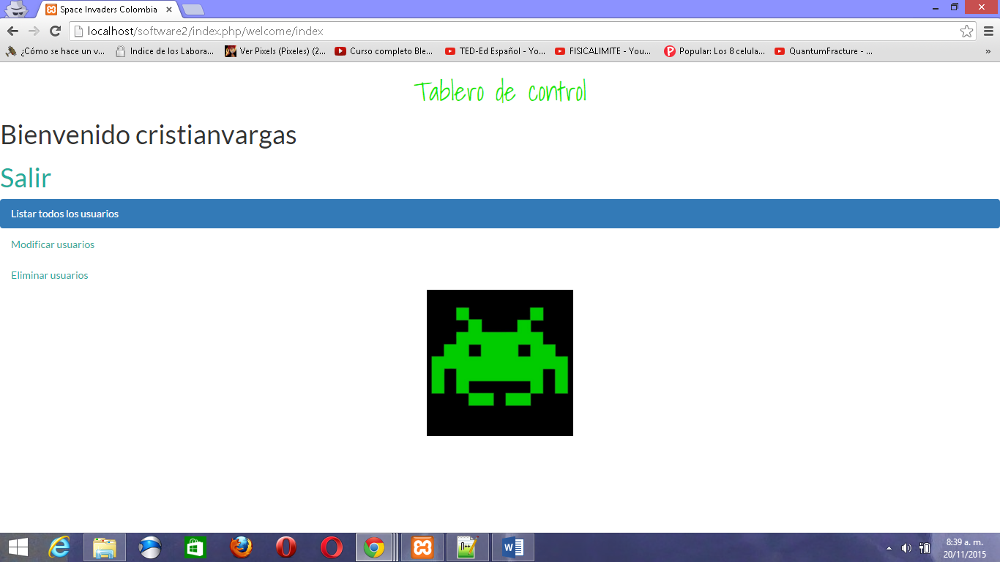 Space Invaders Colombia
localhost/software2/index.php/welcome/index
¿Cómo se hace un v... Indice de los Labora... Ver Pixels (Pixeles) (2... Curso completo Ble... TED-Ed Español - Yo... FISICALIMITE - You... Popular: Los 8 celula... QuantumFracture - ... »
Tablero de control
Bienvenido cristianvargas
Salir
Listar todos los usuarios
Modificar usuarios
Eliminar usuarios
8:39 a. m.
20/11/2015